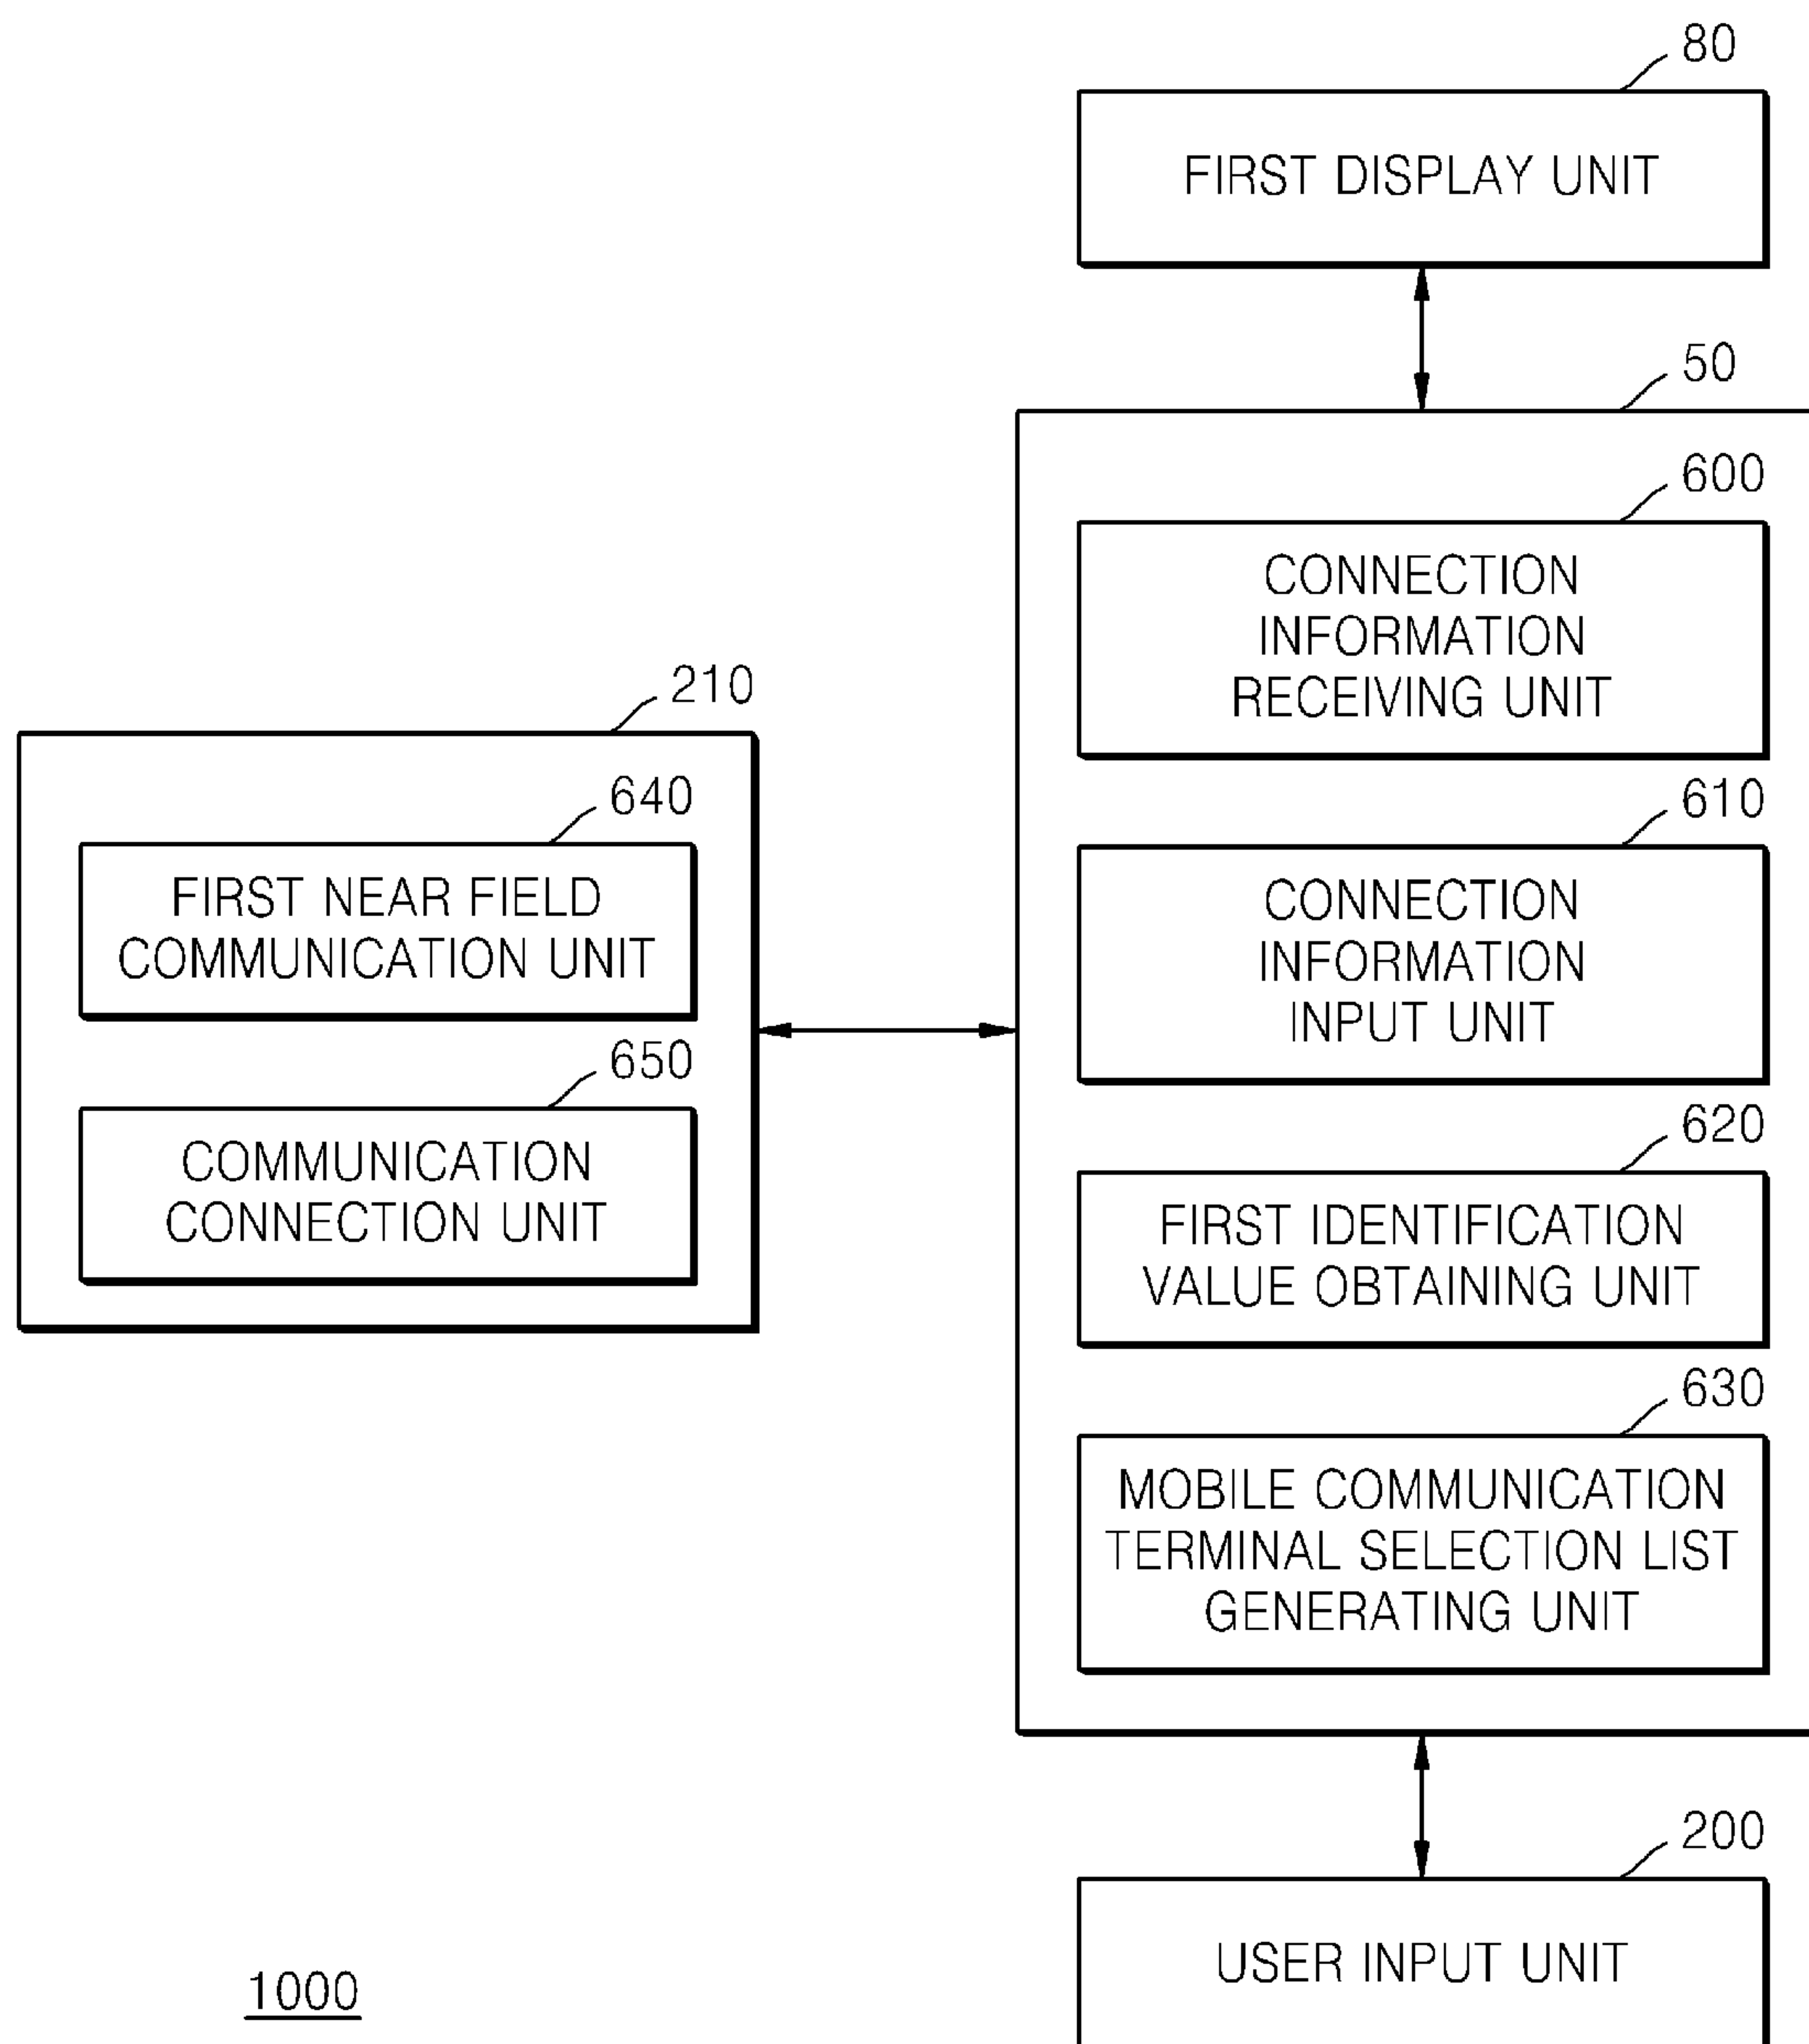 80
FIRST DISPLAY UNIT
50
600
CONNECTION
INFORMATION
RECEIVING UNIT
210
640
FIRST NEAR FIELD
COMMUNICATION UNIT
650
COMMUNICATION
CONNECTION UNIT
610
CONNECTION
INFORMATION
INPUT UNIT
620
FIRST IDENTIFICATION
VALUE OBTAINING UNIT
630
MOBILE COMMUNICATION
TERMINAL SELECTION LIST
GENERATING UNIT
200
USER INPUT UNIT
1000